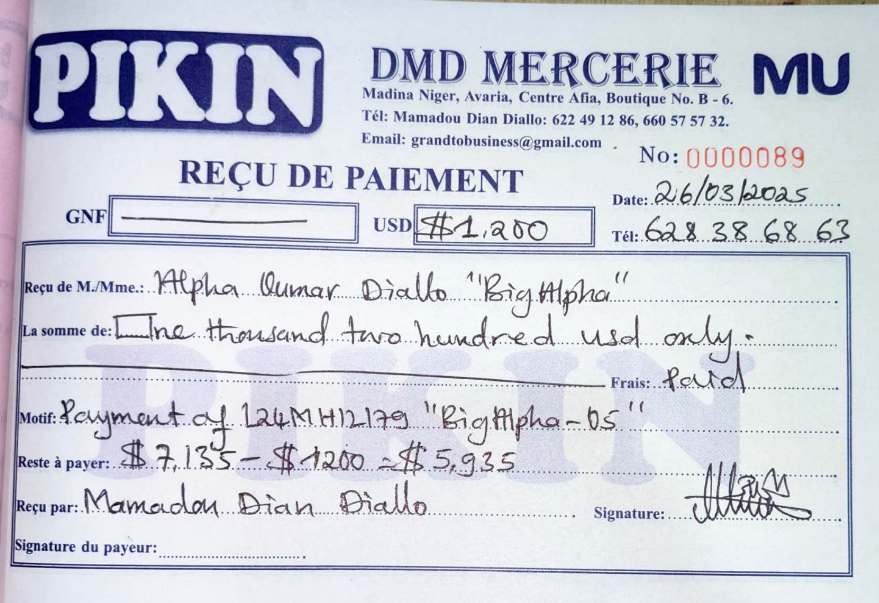 PIKIN
DMD MERCERIE
MU
Madina Niger, Avaria, Centre Afia, Boutique No. B - 6.
Tél: Mamadou Dian Diallo: 622 49 12 86, 660 57 57 32.
Email: grandtobusiness@gmail.com
No: 0000089
REÇU DE PAIEMENT
Date: 26/03/2025
GNF
USD $1.200
Tél: 628 38 68 63
Reçu de M./Mme.: Alpha Oumar Diallo "BigAlpha"
La somme de: One thousand two hundred usd only.
Frais: Paid
Motif: Payment of "BigAlpha-05"
Reste à payer: $7,135 - $1200 = $5,935
Reçu par: Mamadou Dian Diallo
Signature:
Signature du payeur:
PIKIN